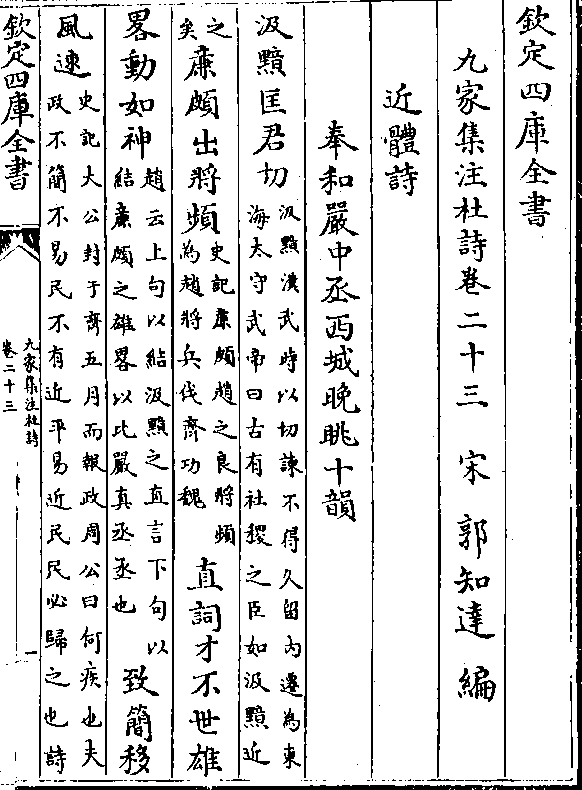 欽定四庫全書
九家集注杜詩卷二十三　宋　郭知達　編
近體詩
奉和嚴中丞西城晚眺十韻
汲黯匡君切
汲黯漢武時以切諫不得久留内遷為東
海太守武帝曰古有社稷之臣如汲黯近
之
矣
廉頗出將頻
史記廉頗趙之良將頻
為趙將兵伐齊功魏
直詞才不世雄
畧動如神
趙云上句以結汲黯之直言下句以
結廉頗之雄畧以比嚴真丞丞也
致簡移
風速
史記太公封于齊五月而報政周公曰何疾也夫
政不簡不易民不有近平易近民民必歸之也詩
欽定四庫全書
九家集注杜詩
卷二十三
一